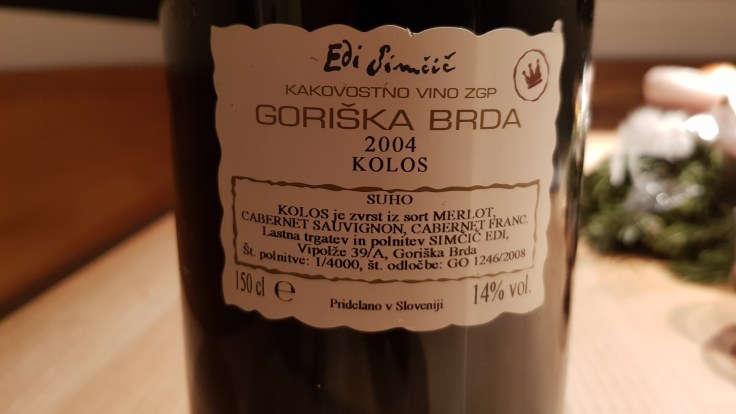 Edi Simčič
KAKOVOSTNO VINO ZGP
GORIŠKA BRDA
2004
KOLOS
SUHO
KOLOS je zvrst iz sort MERLOT,
CABERNET SAUVIGNON, CABERNET FRANC.
Lastna trgatev in polnitev SIMČIČ EDI,
Vipolže 39/A, Goriška Brda
Št. polnitve: 1/4000, št. odločbe: GO 1246/2008
150 cl e
Pridelano v Sloveniji
14% vol.